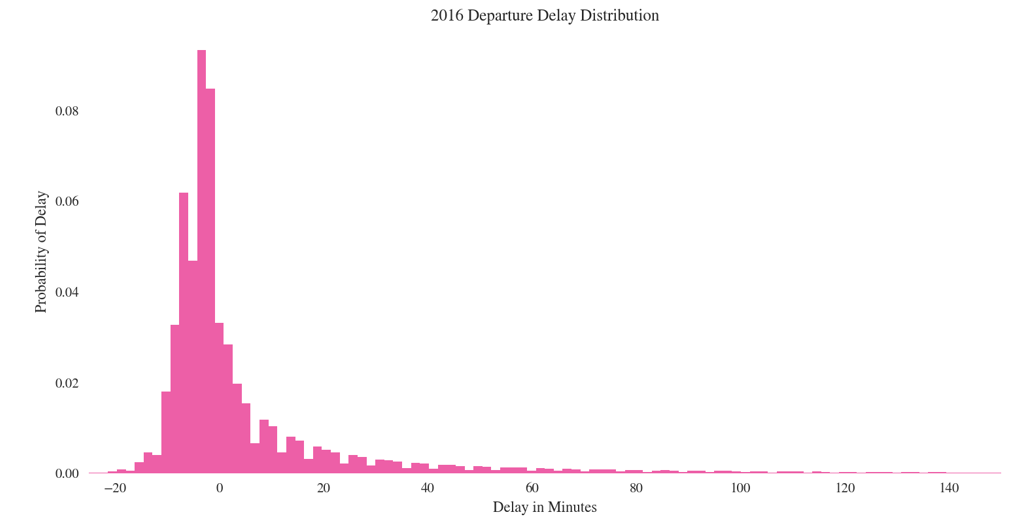 2016 Departure Delay Distribution
Probability of Delay
0.08
0.06
0.04
0.02
0.00
−20 0 20 40 60 80 100 120 140
Delay in Minutes